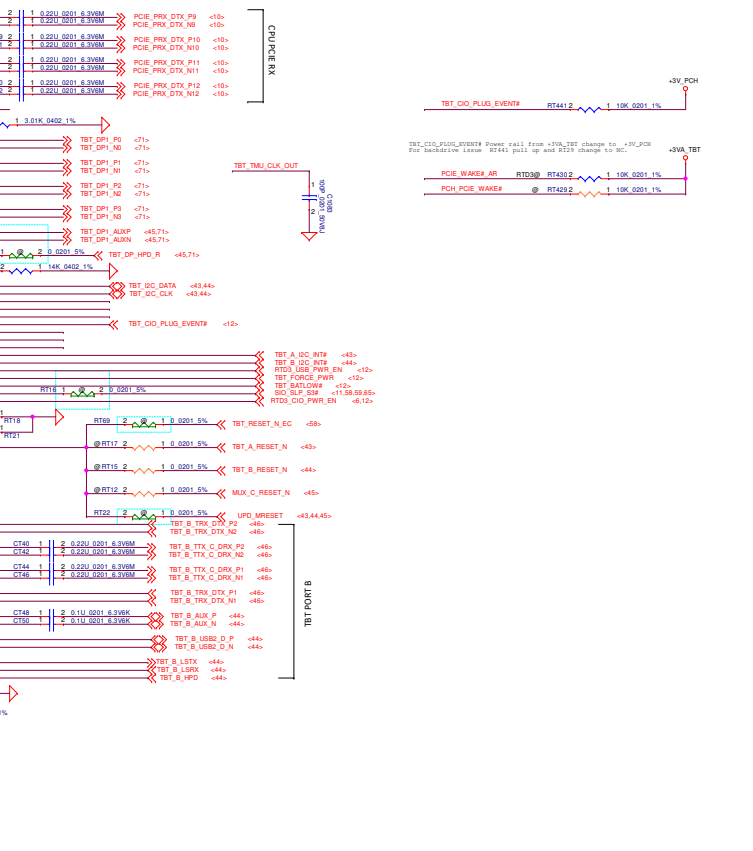 2 1 0.22U_0201_6.3V6M PCIE_PRX_DTX_P9 <10>
2 1 0.22U_0201_6.3V6M PCIE_PRX_DTX_N9 <10>
2 1 0.22U_0201_6.3V6M PCIE_PRX_DTX_P10 <10>
1 0.22U_0201_6.3V6M PCIE_PRX_DTX_N10 <10>
2 1 0.22U_0201_6.3V6M PCIE_PRX_DTX_P11 <10>
2 1 0.22U_0201_6.3V6M PCIE_PRX_DTX_N11 <10>
2 1 0.22U_0201_6.3V6M PCIE_PRX_DTX_P12 <10>
2 1 0.22U_0201_6.3V6M PCIE_PRX_DTX_N12 <10>
CPU PCIE RX
+3V_PCH
TBT_CIO_PLUG_EVENT# RT441 2 1 10K_0201_1%
1 3.01K_0402_1%
TBT_CIO_PLUG_EVENT# Power rail from +3VA_TBT change to +3V_PCH
For backdrive issue RT441 pull up and RT29 change to NC.
+3VA_TBT
PCIE_WAKE#_AR RTD3@ RT430 2 1 10K_0201_1%
PCH_PCIE_WAKE# @ RT429 2 1 10K_0201_1%
TBT_DP1_P0 <71>
TBT_DP1_N0 <71>
TBT_DP1_P1 <71>
TBT_DP1_N1 <71>
TBT_DP1_P2 <71>
TBT_DP1_N2 <71>
TBT_DP1_P3 <71>
TBT_DP1_N3 <71>
TBT_TMU_CLK_OUT
1
2
TBT_DP1_AUXP <45,71>
TBT_DP1_AUXN <45,71>
1 @ 2 0_0201_5% TBT_DP_HPD_R <45,71>
2 1 14K_0402_1%
TBT_I2C_DATA <43,44>
TBT_I2C_CLK <43,44>
TBT_CIO_PLUG_EVENT# <12>
TBT_A_I2C_INT# <43>
TBT_B_I2C_INT# <44>
RTD3_USB_PWR_EN <12>
TBT_FORCE_PWR <12>
TBT_BATLOW# <12>
SIO_SLP_S3# <11,58,59,65>
RTD3_CIO_PWR_EN <6,12>
RT16 1 @ 2 0_0201_5%
1 RT18
1 RT21
RT69 2 @ 1 0_0201_5% TBT_RESET_N_EC <58>
@ RT17 2 1 0_0201_5% TBT_A_RESET_N <43>
@ RT15 2 1 0_0201_5% TBT_B_RESET_N <44>
@ RT12 2 1 0_0201_5% MUX_C_RESET_N <45>
RT22 2 @ 1 0_0201_5% UPD_MRESET <43,44,45>
TBT_B_TRX_DTX_P2 <46>
TBT_B_TRX_DTX_N2 <46>
CT40 1 2 0.22U_0201_6.3V6M TBT_B_TTX_C_DRX_P2 <46>
CT42 1 2 0.22U_0201_6.3V6M TBT_B_TTX_C_DRX_N2 <46>
CT44 1 2 0.22U_0201_6.3V6M TBT_B_TTX_C_DRX_P1 <46>
CT46 1 2 0.22U_0201_6.3V6M TBT_B_TTX_C_DRX_N1 <46>
TBT_B_TRX_DTX_P1 <46>
TBT_B_TRX_DTX_N1 <46>
CT48 1 2 0.1U_0201_6.3V6K TBT_B_AUX_P <44>
CT50 1 2 0.1U_0201_6.3V6K TBT_B_AUX_N <44>
TBT_B_USB2_D_P <44>
TBT_B_USB2_D_N <44>
TBT_B_LSTX <44>
TBT_B_LSRX <44>
TBT_B_HPD <44>
TBT PORT B